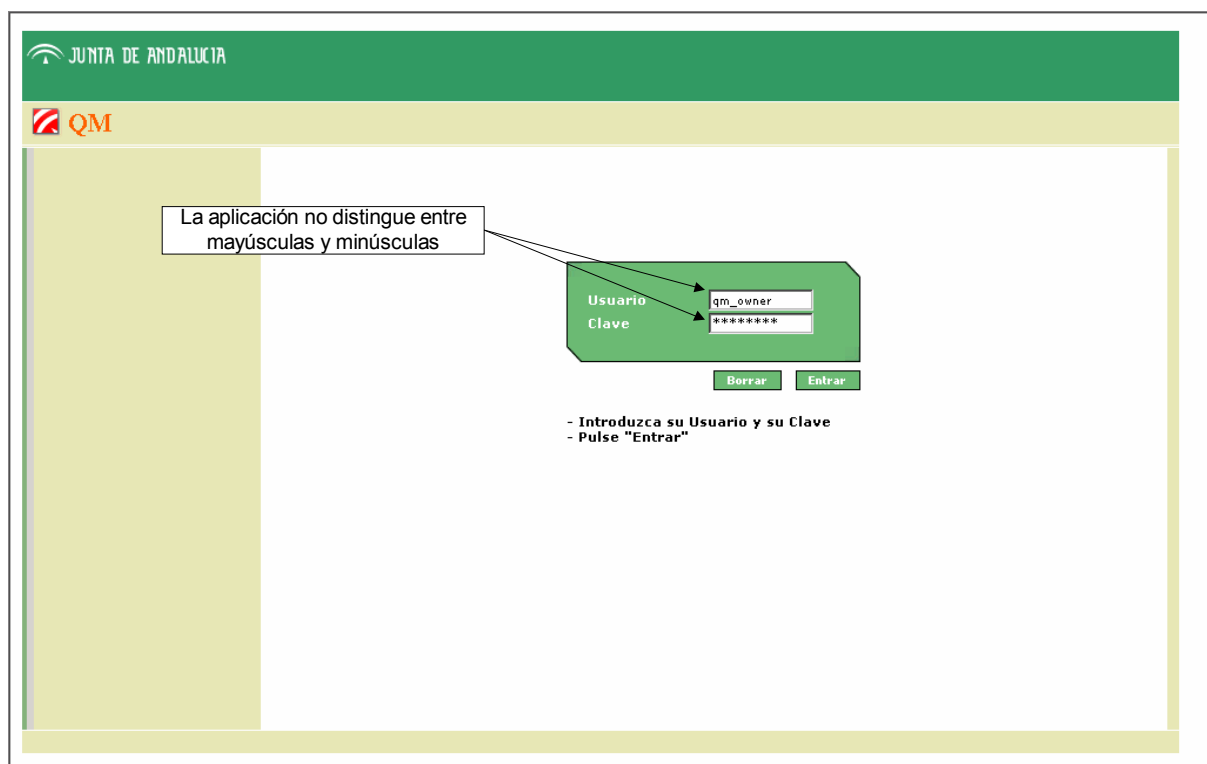 JUNTA DE ANDALUCIA
QM
La aplicación no distingue entre
mayúsculas y minúsculas
Usuario qm_owner
Clave ********
Borrar Entrar
- Introduzca su Usuario y su Clave
- Pulse "Entrar"